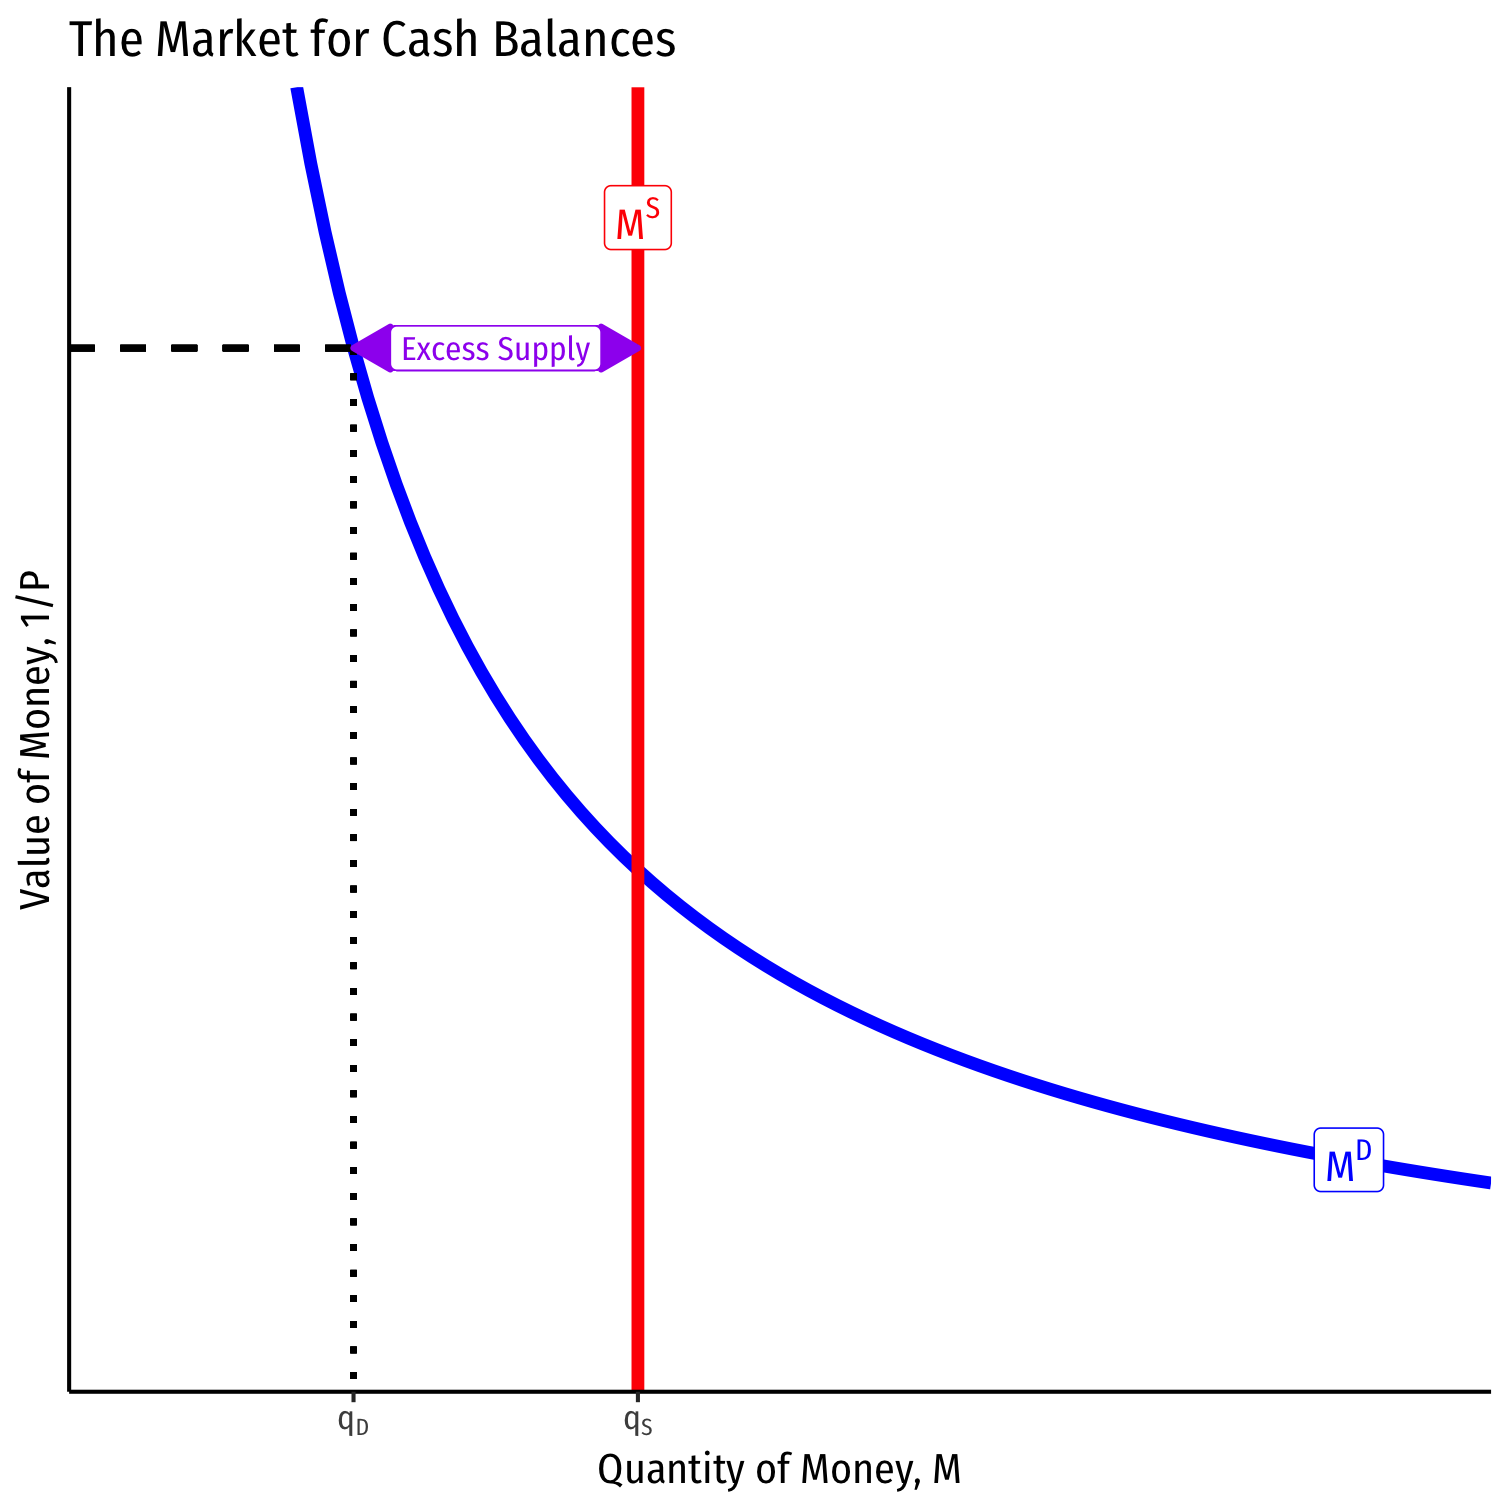 The Market for Cash Balances
M^S
Excess Supply
Value of Money, 1/P
M^D
q_D
q_S
Quantity of Money, M